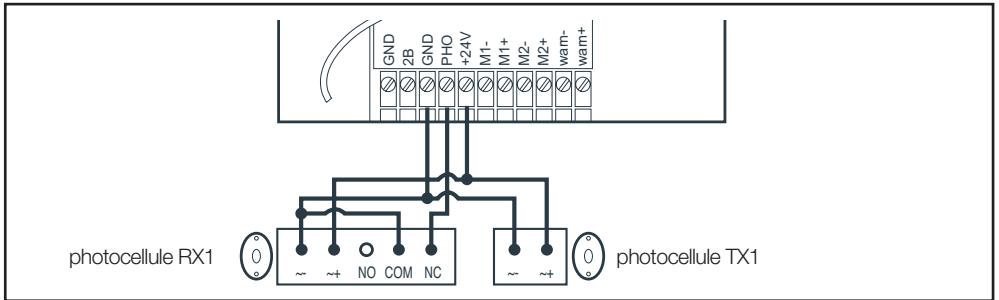 GND
2B
GND
PHO
+24V
M1-
M1+
M2-
M2+
wam-
wam+
photocellule RX1
~- ~+ NO COM NC
~- ~+
photocellule TX1